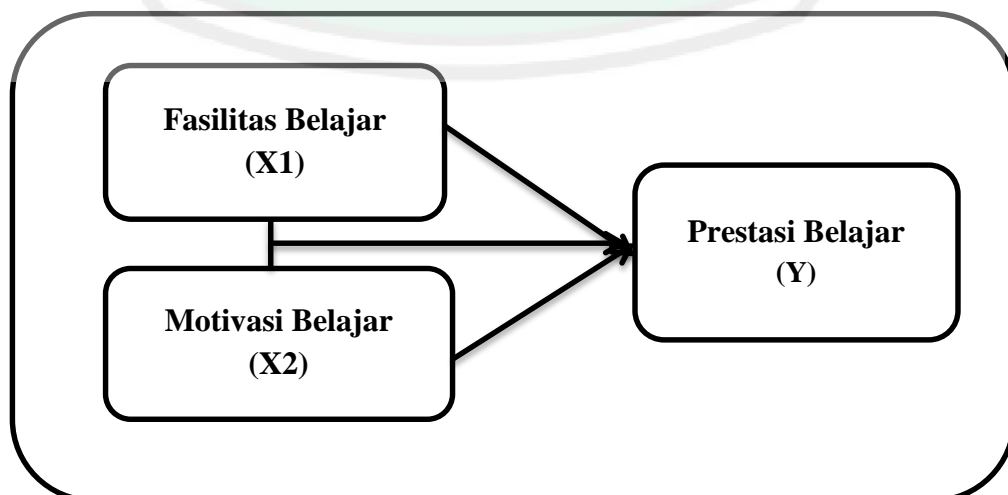 Fasilitas Belajar
(X1)
Prestasi Belajar
(Y)
Motivasi Belajar
(X2)